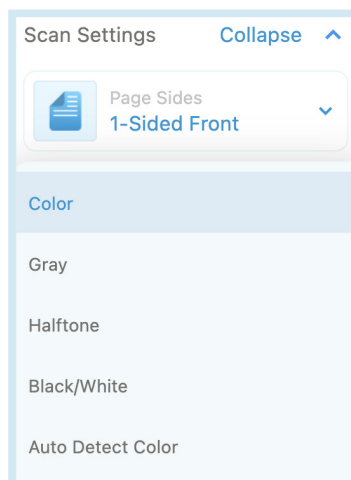 Scan Settings Collapse
Page Sides
1-Sided Front
Color
Gray
Halftone
Black/White
Auto Detect Color